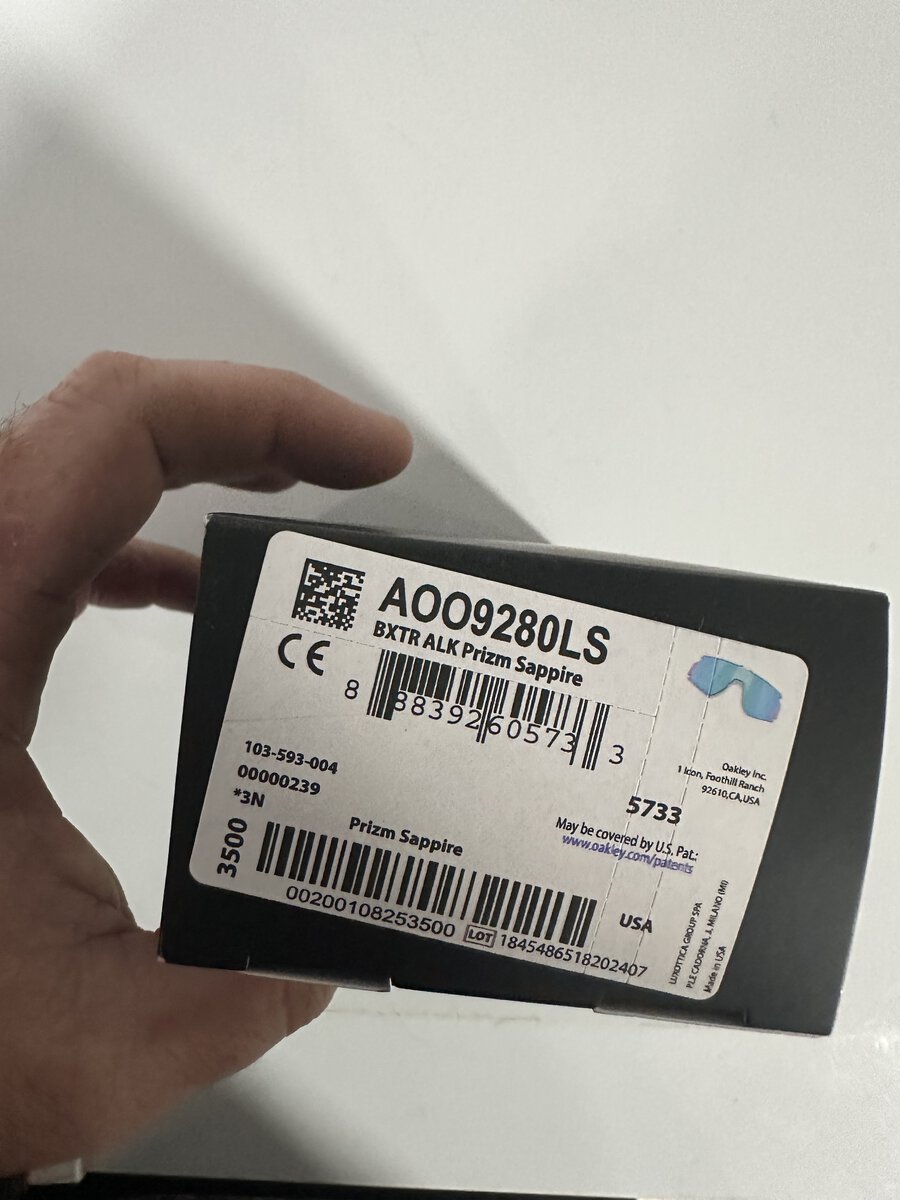 AOO9280LS
BXTR ALK Prizm Sappire
CE
8 88392 60573 3
103-593-004
00000239
*3N
5733
Oakley Inc.
1 Icon, Foothill Ranch
92610,CA,USA
May be covered by U.S. Pat.:
www.oakley.com/patents
3500
Prizm Sappire
00200108253500 LOT 1845486518202407
USA
LUXOTTICA GROUP SPA
P.LE CADORNA, 3, MILANO (MI)
Made in USA